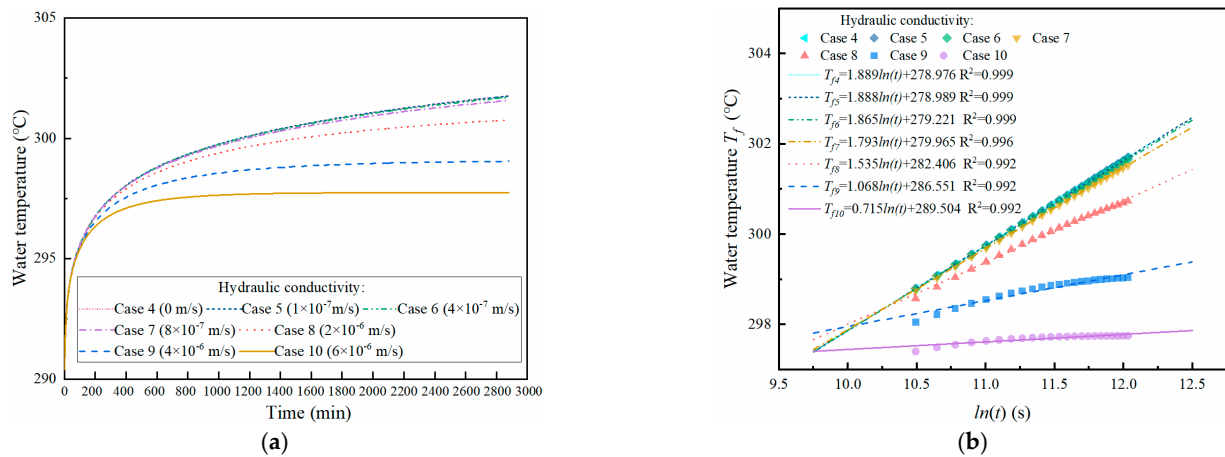 305
300
295
290
Water temperature (°C)
Hydraulic conductivity:
Case 4 (0 m/s) Case 5 (1×10⁻⁷m/s) Case 6 (4×10⁻⁷ m/s)
Case 7 (8×10⁻⁷ m/s) Case 8 (2×10⁻⁶ m/s)
Case 9 (4×10⁻⁶ m/s) Case 10 (6×10⁻⁶ m/s)
0 200 400 600 800 1000 1200 1400 1600 1800 2000 2200 2400 2600 2800 3000
Time (min)
(a)
Hydraulic conductivity:
Case 4 Case 5 Case 6 Case 7
Case 8 Case 9 Case 10
T_f4=1.889ln(t)+278.976 R²=0.999
T_f5=1.888ln(t)+278.989 R²=0.999
T_f6=1.865ln(t)+279.221 R²=0.999
T_f7=1.793ln(t)+279.965 R²=0.996
T_f8=1.535ln(t)+282.406 R²=0.992
T_f9=1.068ln(t)+286.551 R²=0.992
T_f10=0.715ln(t)+289.504 R²=0.992
304
302
300
298
296
Water temperature T_f (°C)
9.5 10.0 10.5 11.0 11.5 12.0 12.5
ln(t) (s)
(b)